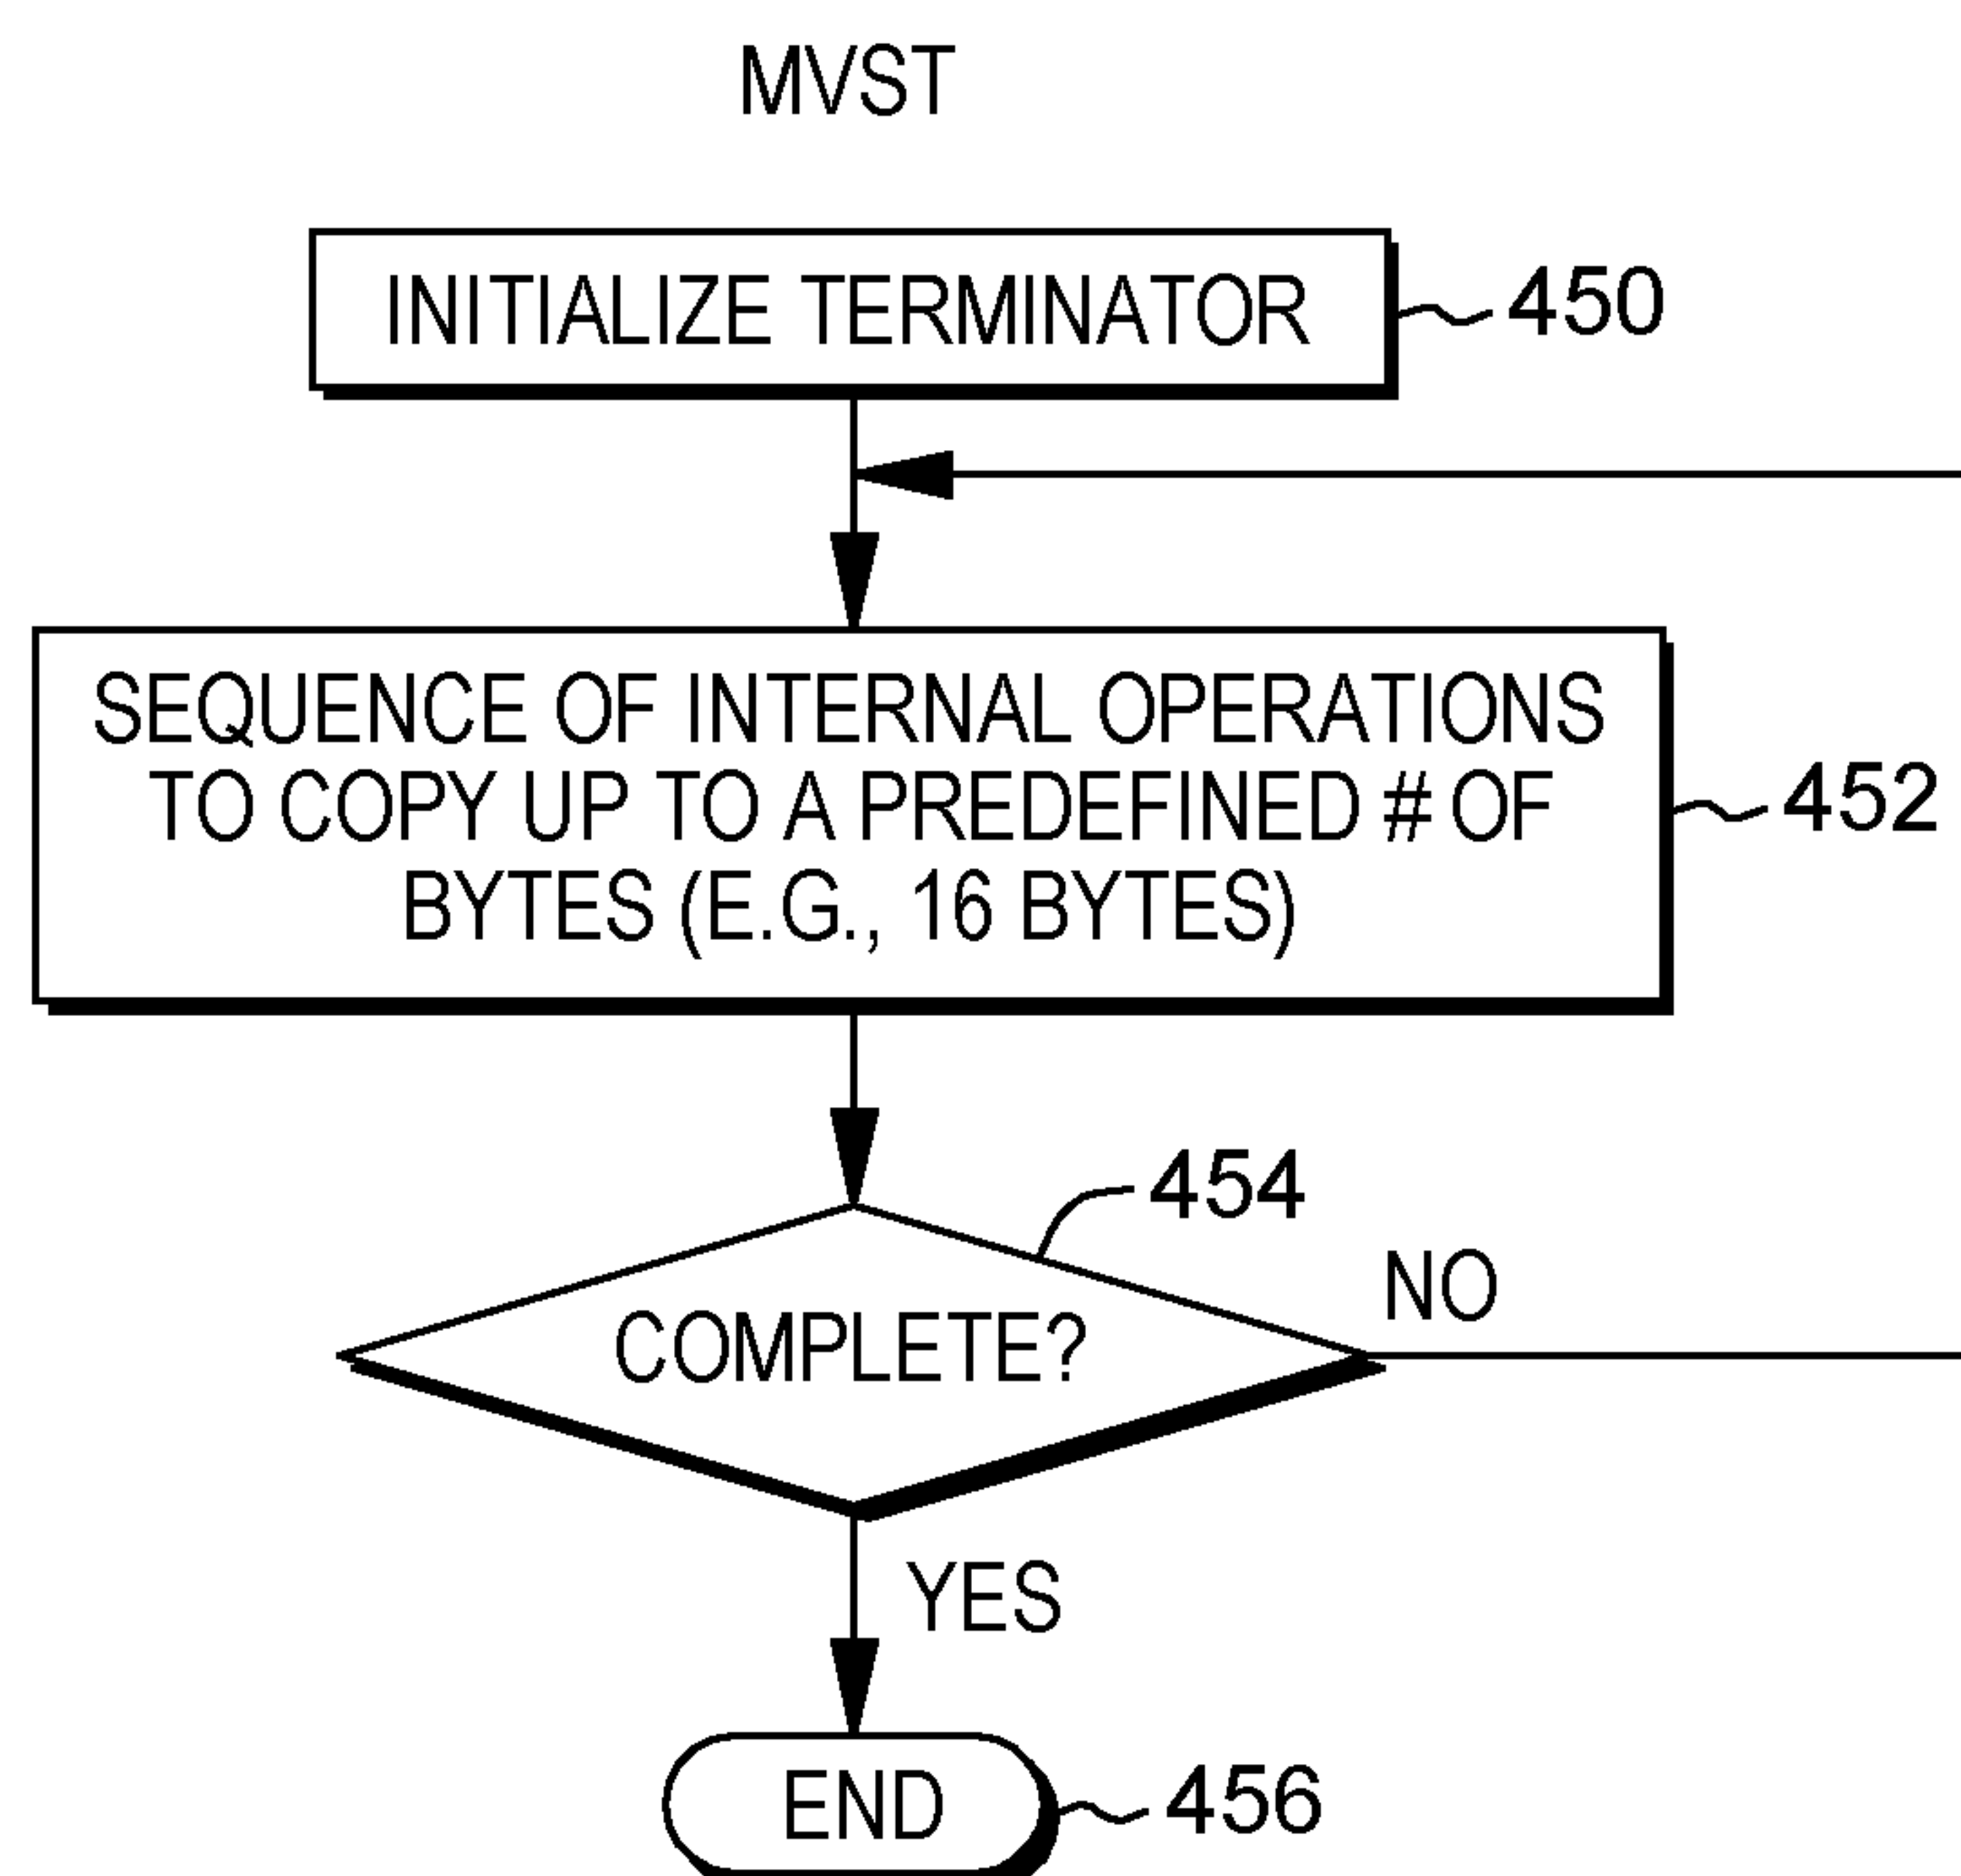 MVST
INITIALIZE TERMINATOR
450
SEQUENCE OF INTERNAL OPERATIONS
TO COPY UP TO A PREDEFINED # OF
BYTES (E.G., 16 BYTES)
452
454
COMPLETE?
NO
YES
END
456